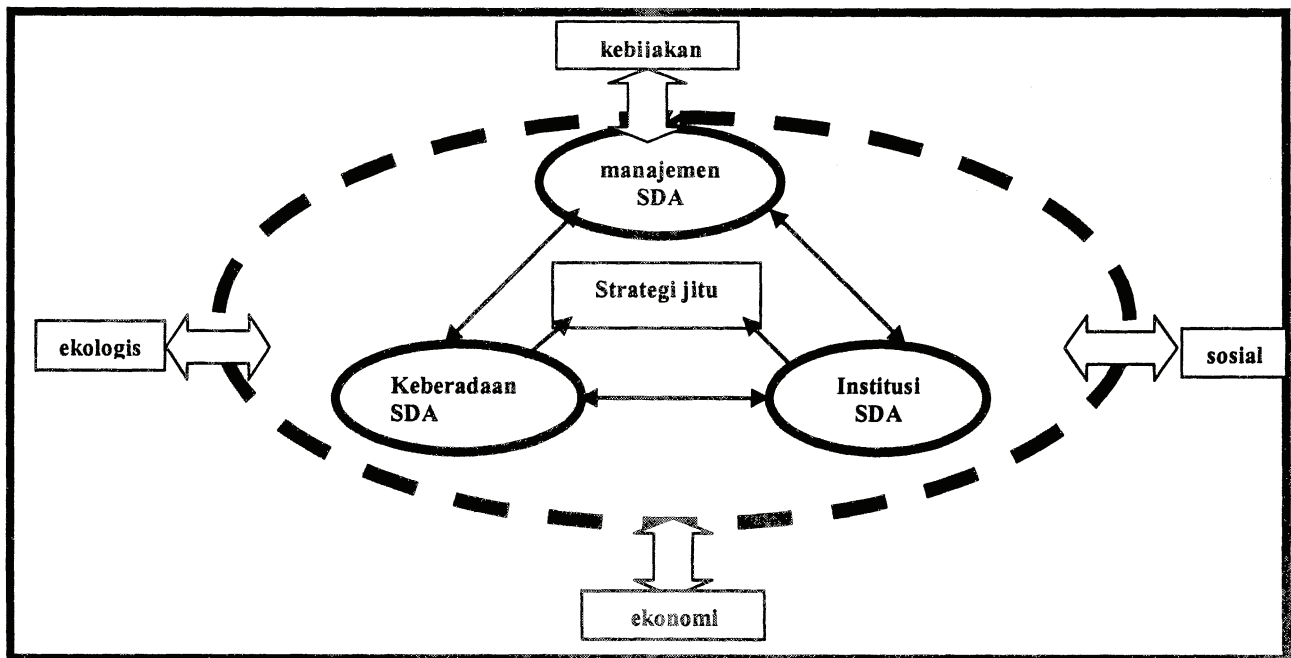 kebijakan
manajemen
SDA
Strategi jitu
ekologis
sosial
Keberadaan
SDA
Institusi
SDA
ekonomi